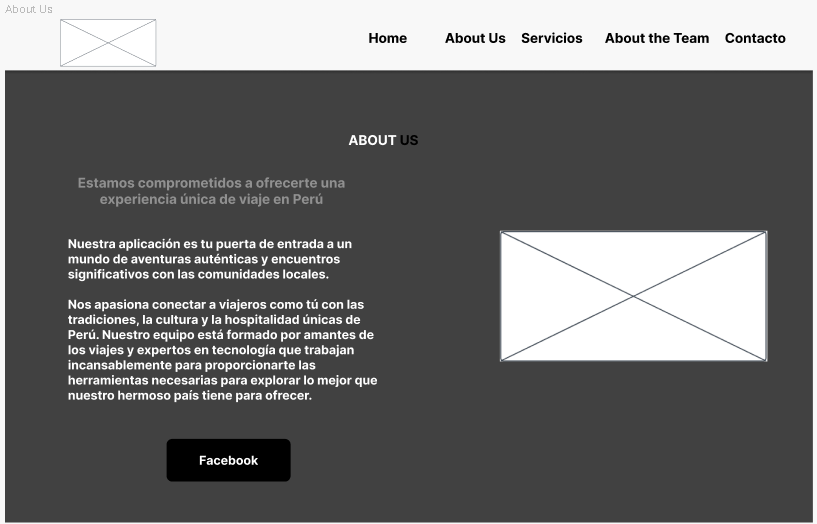 About Us
Home About Us Servicios About the Team Contacto
ABOUT US
Estamos comprometidos a ofrecerte una
experiencia única de viaje en Perú
Nuestra aplicación es tu puerta de entrada a un
mundo de aventuras auténticas y encuentros
significativos con las comunidades locales.
Nos apasiona conectar a viajeros como tú con las
tradiciones, la cultura y la hospitalidad únicas de
Perú. Nuestro equipo está formado por amantes de
los viajes y expertos en tecnología que trabajan
incansablemente para proporcionarte las
herramientas necesarias para explorar lo mejor que
nuestro hermoso país tiene para ofrecer.
Facebook